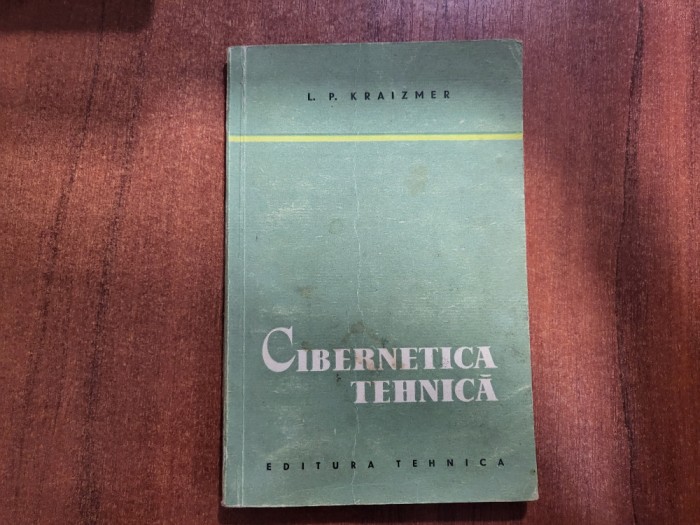 L. P. KRAIZMER
CIBERNETICA
TEHNICĂ
EDITURA TEHNICA